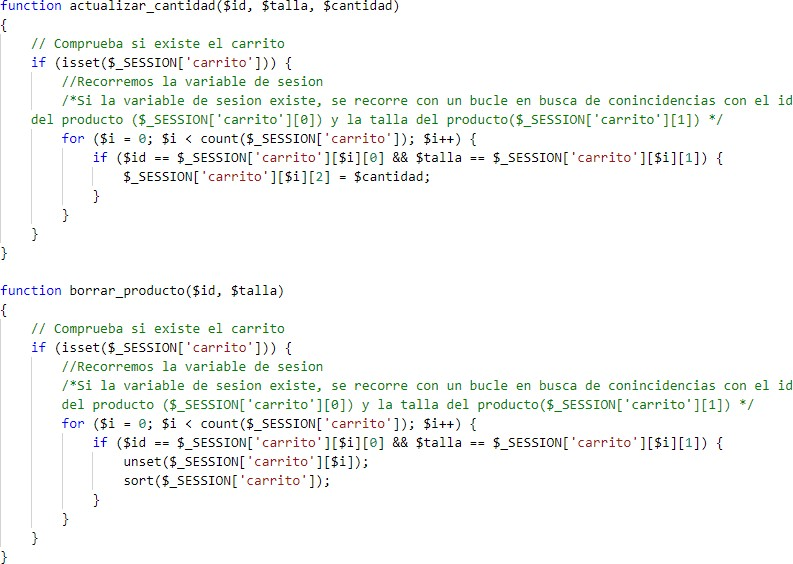 function actualizar_cantidad($id, $talla, $cantidad)
{
// Comprueba si existe el carrito
if (isset($_SESSION['carrito'])) {
//Recorremos la variable de sesion
/*Si la variable de sesion existe, se recorre con un bucle en busca de conincidencias con el id
del producto ($_SESSION['carrito'][0]) y la talla del producto($_SESSION['carrito'][1]) */
for ($i = 0; $i < count($_SESSION['carrito']); $i++) {
if ($id == $_SESSION['carrito'][$i][0] && $talla == $_SESSION['carrito'][$i][1]) {
$_SESSION['carrito'][$i][2] = $cantidad;
}
}
}
}
function borrar_producto($id, $talla)
{
// Comprueba si existe el carrito
if (isset($_SESSION['carrito'])) {
//Recorremos la variable de sesion
/*Si la variable de sesion existe, se recorre con un bucle en busca de conincidencias con el id
del producto ($_SESSION['carrito'][0]) y la talla del producto($_SESSION['carrito'][1]) */
for ($i = 0; $i < count($_SESSION['carrito']); $i++) {
if ($id == $_SESSION['carrito'][$i][0] && $talla == $_SESSION['carrito'][$i][1]) {
unset($_SESSION['carrito'][$i]);
sort($_SESSION['carrito']);
}
}
}
}